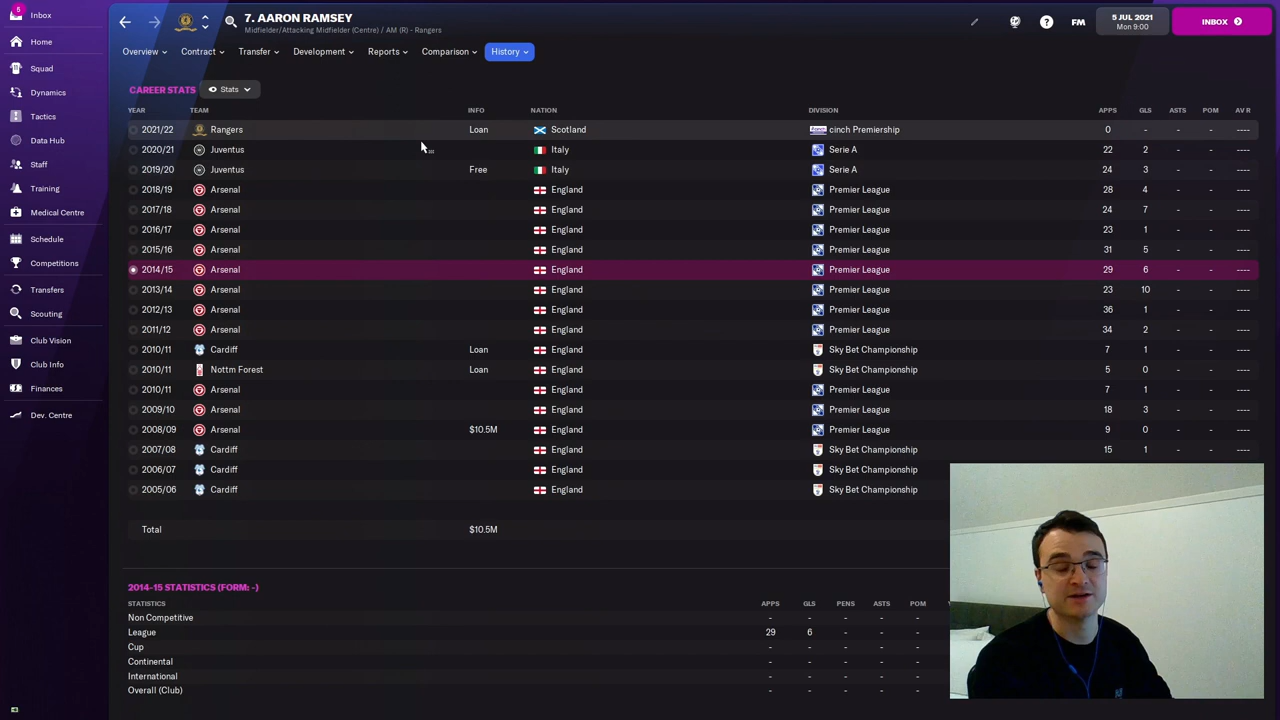 5
Inbox
7. AARON RAMSEY
Midfielder/Attacking Midfielder (Centre) / AM (R) - Rangers
FM
5 JUL 2021
Mon 9:00
INBOX
Home
Squad
Dynamics
Tactics
Data Hub
Staff
Training
Medical Centre
Schedule
Competitions
Transfers
Scouting
Club Vision
Club Info
Finances
Dev. Centre
Overview Contract Transfer Development Reports Comparison History
CAREER STATS Stats
YEAR TEAM INFO NATION DIVISION APPS GLS ASTS POM AV R
2021/22 Rangers Loan Scotland cinch Premiership 0 - - - ----
2020/21 Juventus Italy Serie A 22 2 - - ----
2019/20 Juventus Free Italy Serie A 24 3 - - ----
2018/19 Arsenal England Premier League 28 4 - - ----
2017/18 Arsenal England Premier League 24 7 - - ----
2016/17 Arsenal England Premier League 23 1 - - ----
2015/16 Arsenal England Premier League 31 5 - - ----
2014/15 Arsenal England Premier League 29 6 - - ----
2013/14 Arsenal England Premier League 23 10 - - ----
2012/13 Arsenal England Premier League 36 1 - - ----
2011/12 Arsenal England Premier League 34 2 - - ----
2010/11 Cardiff Loan England Sky Bet Championship 7 1 - - ----
2010/11 Nottm Forest Loan England Sky Bet Championship 5 0 - - ----
2010/11 Arsenal England Premier League 7 1 - - ----
2009/10 Arsenal England Premier League 18 3 - - ----
2008/09 Arsenal $10.5M England Premier League 9 0 - - ----
2007/08 Cardiff England Sky Bet Championship 15 1 - - ----
2006/07 Cardiff England Sky Bet Championship
2005/06 Cardiff England Sky Bet Championship
Total $10.5M
2014-15 STATISTICS (FORM: -)
STATISTICS APPS GLS PENS ASTS POM
Non Competitive - - - - -
League 29 6 - - -
Cup - - - - -
Continental - - - - -
International - - - - -
Overall (Club) - - - - -